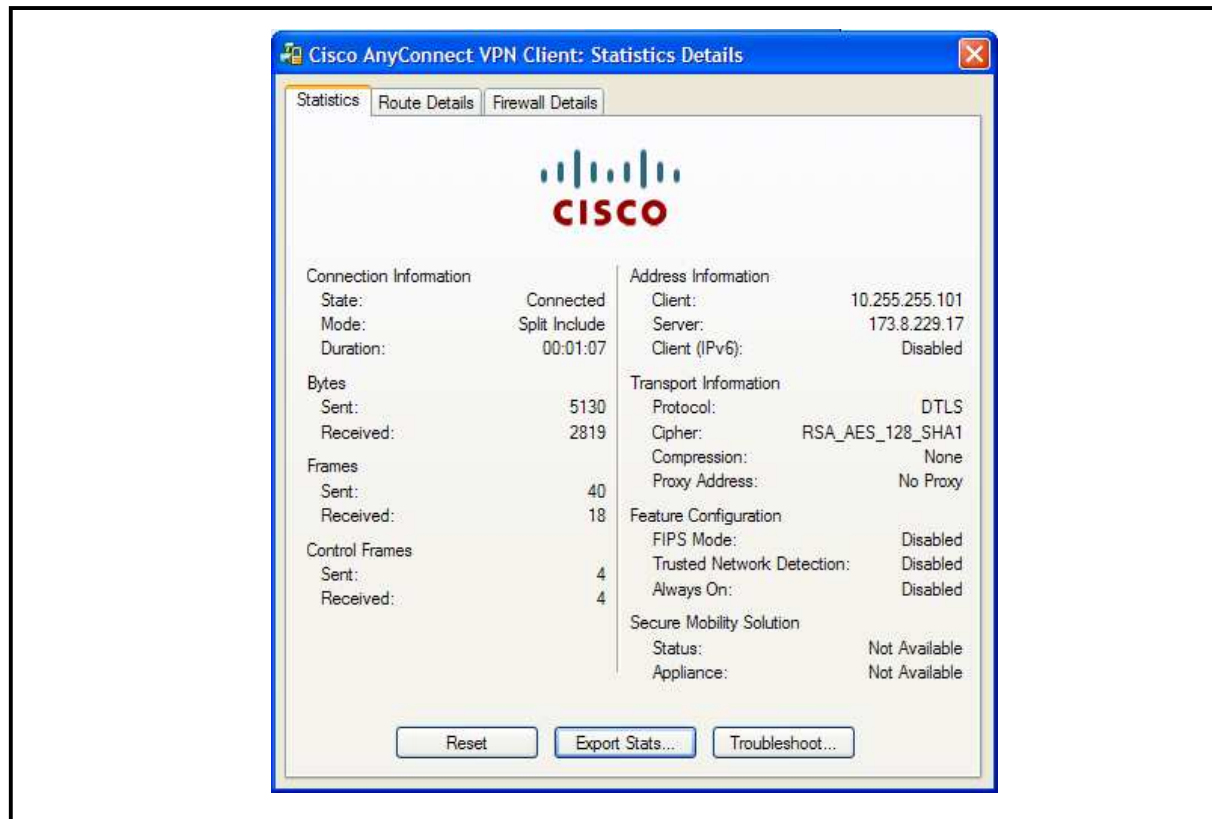 Cisco AnyConnect VPN Client: Statistics Details
Statistics
Route Details
Firewall Details
CISCO
Connection Information
State: Connected
Mode: Split Include
Duration: 00:01:07
Bytes
Sent: 5130
Received: 2819
Frames
Sent: 40
Received: 18
Control Frames
Sent: 4
Received: 4
Address Information
Client: 10.255.255.101
Server: 173.8.229.17
Client (IPv6): Disabled
Transport Information
Protocol: DTLS
Cipher: RSA_AES_128_SHA1
Compression: None
Proxy Address: No Proxy
Feature Configuration
FIPS Mode: Disabled
Trusted Network Detection: Disabled
Always On: Disabled
Secure Mobility Solution
Status: Not Available
Appliance: Not Available
Reset
Export Stats...
Troubleshoot...